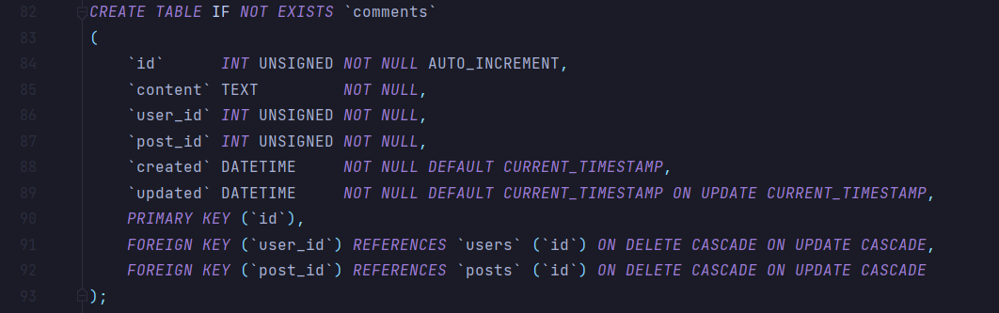 82 CREATE TABLE IF NOT EXISTS `comments`
83 (
84     `id`      INT UNSIGNED NOT NULL AUTO_INCREMENT,
85     `content` TEXT         NOT NULL,
86     `user_id` INT UNSIGNED NOT NULL,
87     `post_id` INT UNSIGNED NOT NULL,
88     `created` DATETIME     NOT NULL DEFAULT CURRENT_TIMESTAMP,
89     `updated` DATETIME     NOT NULL DEFAULT CURRENT_TIMESTAMP ON UPDATE CURRENT_TIMESTAMP,
90     PRIMARY KEY (`id`),
91     FOREIGN KEY (`user_id`) REFERENCES `users` (`id`) ON DELETE CASCADE ON UPDATE CASCADE,
92     FOREIGN KEY (`post_id`) REFERENCES `posts` (`id`) ON DELETE CASCADE ON UPDATE CASCADE
93 );